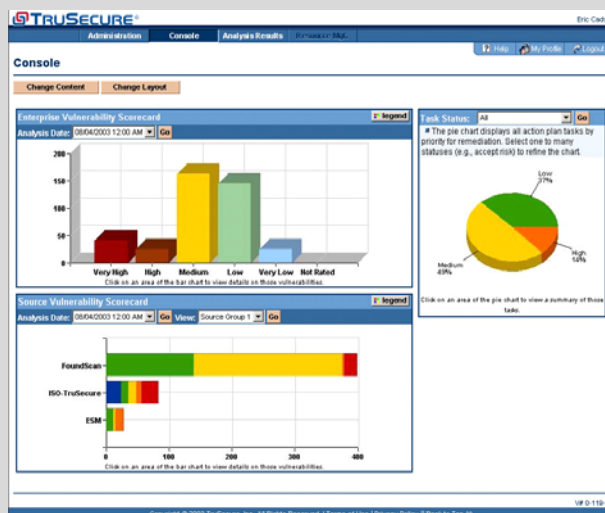 TRUSECURE®
Eric Cad
Administration Console Analysis Results
Help My Profile Logout
Console
Change Content Change Layout
Enterprise Vulnerability Scorecard legend
Analysis Date: 08/04/2003 12:00 AM Go
200
150
100
50
0
Very High High Medium Low Very Low Not Rated
Click on an area of the bar chart to view details on those vulnerabilities.
Task Status: All Go
The pie chart displays all action plan tasks by
priority for remediation. Select one to many
statuses (e.g., accept risk) to refine the chart.
Low
37%
High
14%
Medium
49%
Click on an area of the pie chart to view a summary of those
tasks.
Source Vulnerability Scorecard legend
Analysis Date: 08/04/2003 12:00 AM Go View: Source Group 1 Go
FoundScan
ISO-TruSecure
ESM
0 100 200 300 400
Click on an area of the bar chart to view details on those vulnerabilities.
V# 0-119-